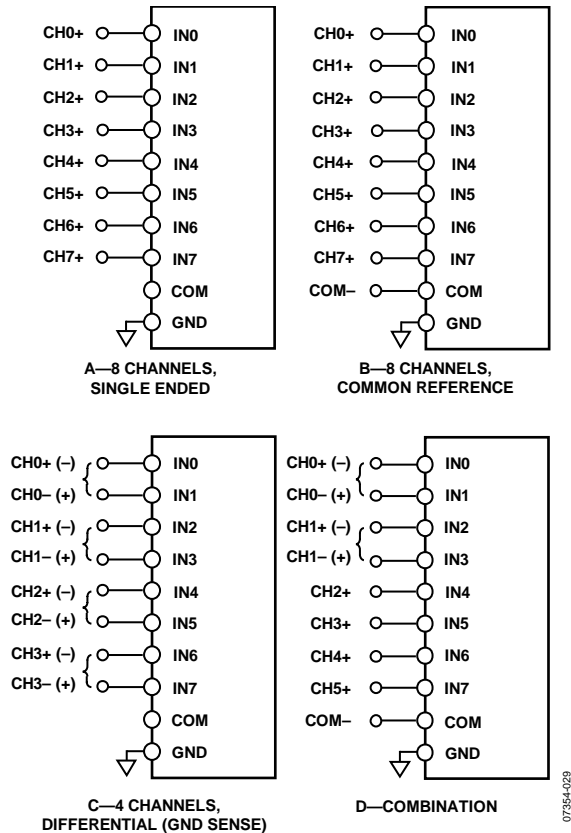 CH0+ IN0
CH1+ IN1
CH2+ IN2
CH3+ IN3
CH4+ IN4
CH5+ IN5
CH6+ IN6
CH7+ IN7
COM
GND
A—8 CHANNELS,
SINGLE ENDED
CH0+ IN0
CH1+ IN1
CH2+ IN2
CH3+ IN3
CH4+ IN4
CH5+ IN5
CH6+ IN6
CH7+ IN7
COM– COM
GND
B—8 CHANNELS,
COMMON REFERENCE
CH0+ (–) IN0
CH0– (+) IN1
CH1+ (–) IN2
CH1– (+) IN3
CH2+ (–) IN4
CH2– (+) IN5
CH3+ (–) IN6
CH3– (+) IN7
COM
GND
C—4 CHANNELS,
DIFFERENTIAL (GND SENSE)
CH0+ (–) IN0
CH0– (+) IN1
CH1+ (–) IN2
CH1– (+) IN3
CH2+ IN4
CH3+ IN5
CH4+ IN6
CH5+ IN7
COM– COM
GND
D—COMBINATION
07354-029